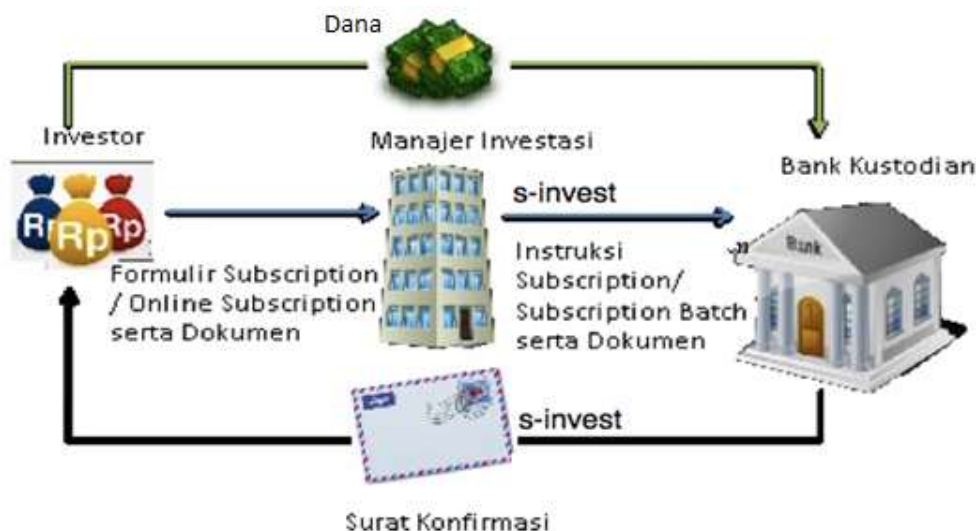 Dana
Investor
Manajer Investasi
Bank Kustodian
Rp Rp Rp
s-invest
Bank
Formulir Subscription
/ Online Subscription
serta Dokumen
Instruksi
Subscription/
Subscription Batch
serta Dokumen
s-invest
Surat Konfirmasi